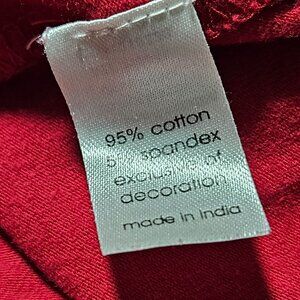 95% cotton
5% spandex
exclusive of
decoration
made in India